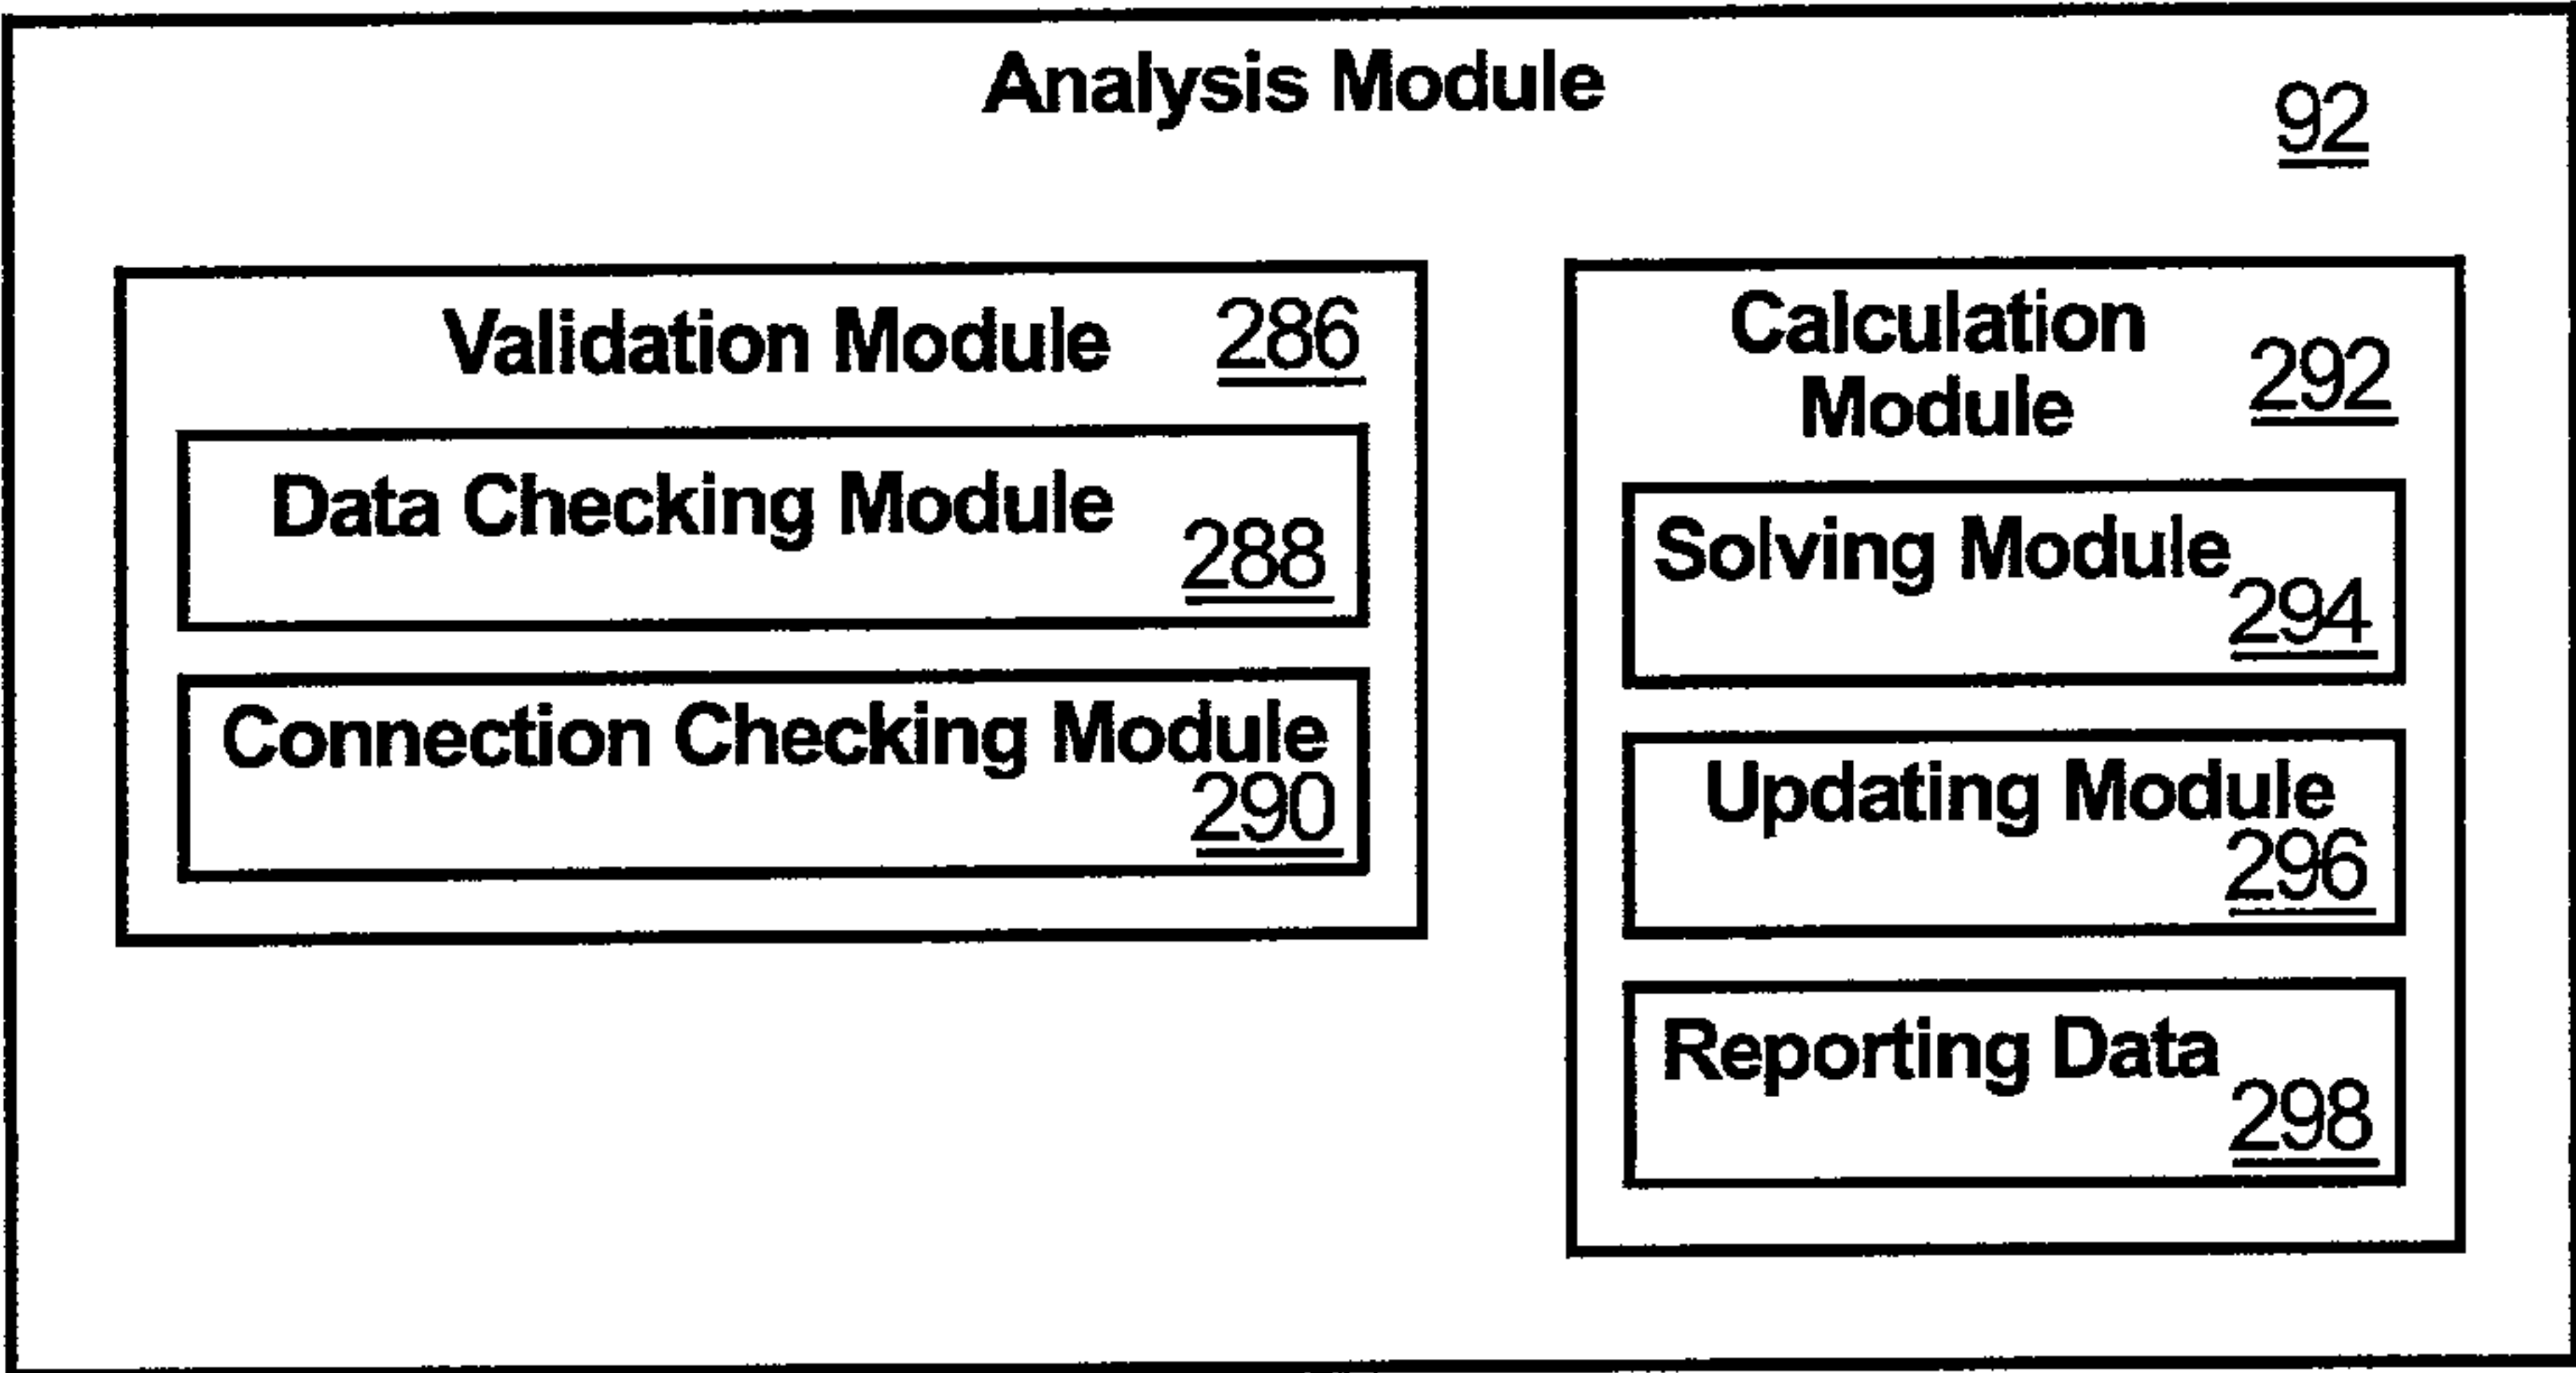 Analysis Module
92
Validation Module 286
Data Checking Module
288
Connection Checking Module
290
Calculation
Module
292
Solving Module
294
Updating Module
296
Reporting Data
298